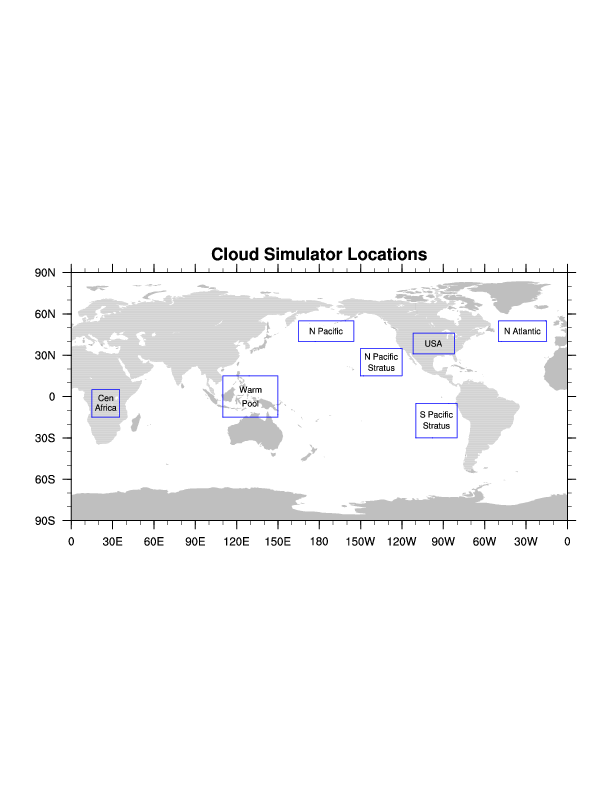 Cloud Simulator Locations
90N
60N
30N
0
30S
60S
90S
N Pacific
N Atlantic
USA
N Pacific
Stratus
Cen
Africa
Warm
Pool
S Pacific
Stratus
0
30E
60E
90E
120E
150E
180
150W
120W
90W
60W
30W
0